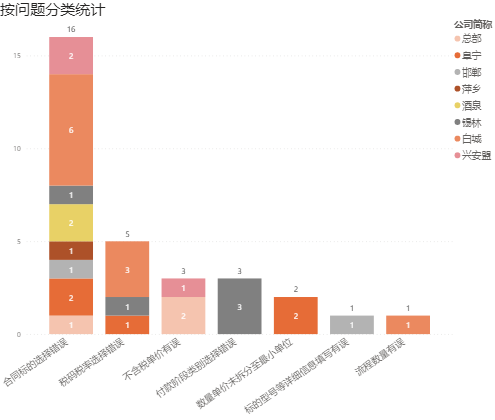 按问题分类统计
公司简称
总部
阜宁
邯郸
萍乡
酒泉
锡林
白城
兴安盟
15
10
5
0
16
2
6
1
2
1
1
2
1
5
3
1
1
3
1
2
3
3
2
2
1
1
1
1
合同标的选择错误
税码税率选择错误
不含税单价有误
付款阶段类别选择错误
数量单价未拆分至最小单位
标的型号等详细信息填写有误
流程数量有误